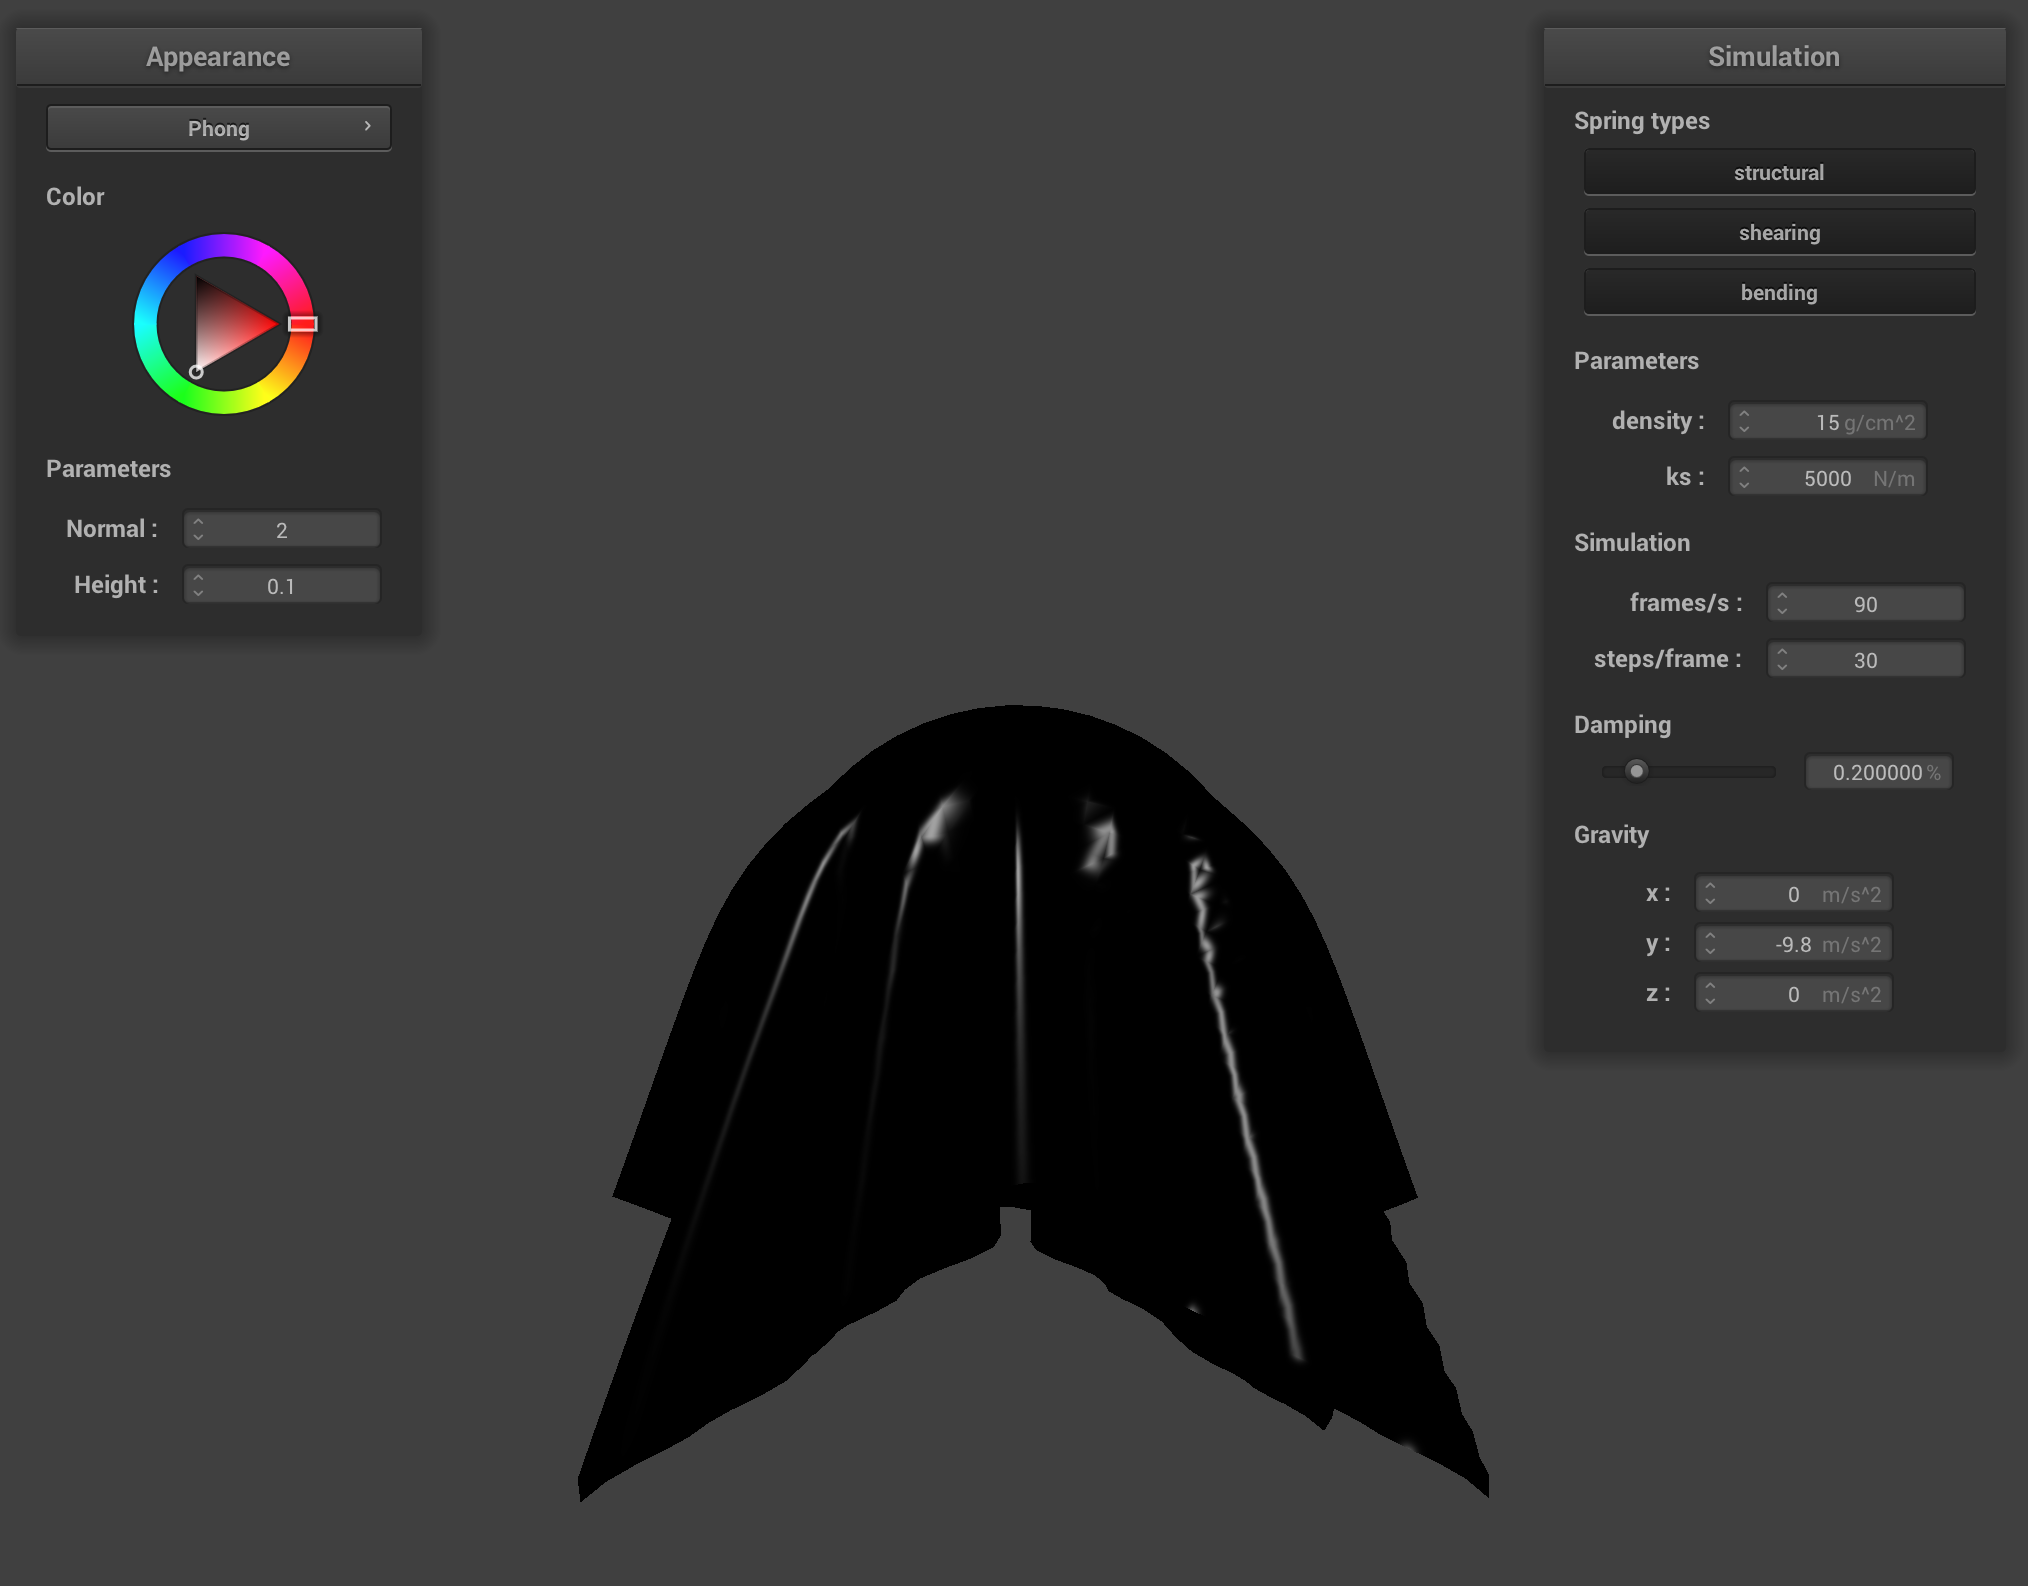 Appearance
Phong
Color
Parameters
Normal : 2
Height : 0.1
Simulation
Spring types
structural
shearing
bending
Parameters
density : 15 g/cm^2
ks : 5000 N/m
Simulation
frames/s : 90
steps/frame : 30
Damping
0.200000 %
Gravity
x : 0 m/s^2
y : -9.8 m/s^2
z : 0 m/s^2